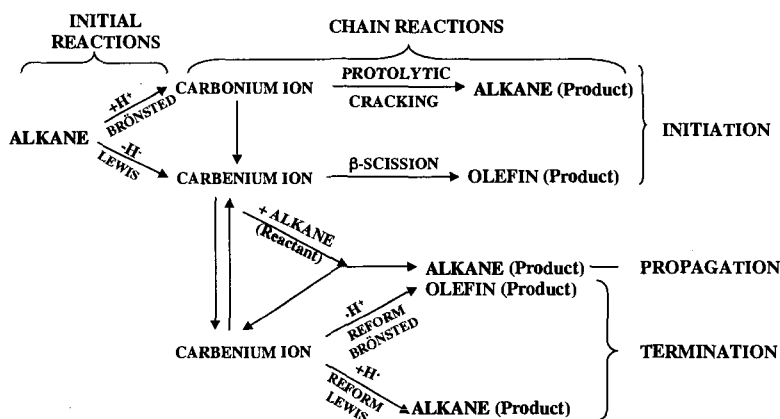 INITIAL
REACTIONS
CHAIN REACTIONS
CARBONIUM ION
PROTOLYTIC
CRACKING
ALKANE (Product)
+H⁺
BRÖNSTED
ALKANE
INITIATION
-H⁻
LEWIS
CARBENIUM ION
β-SCISSION
OLEFIN (Product)
+ ALKANE
(Reactant)
ALKANE (Product)
PROPAGATION
OLEFIN (Product)
-H⁺
REFORM
BRÖNSTED
CARBENIUM ION
TERMINATION
+H⁻
REFORM
LEWIS
ALKANE (Product)